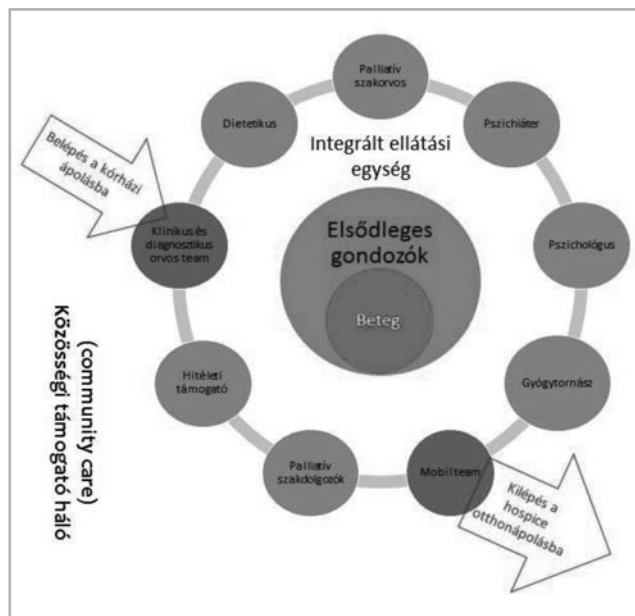 Palliatív
szakorvos
Dietetikus
Pszichiáter
Integrált ellátási
egység
Belépés a kórházi
ápolásba
Klinikus és
diagnosztikus
orvos team
Elsődleges
gondozók
Beteg
Pszichológus
Hitéleti
támogató
Gyógytornász
Palliatív
szakdolgozók
Mobil team
Kilépés a
hospice
otthonápolásba
(community care)
Közösségi támogató háló